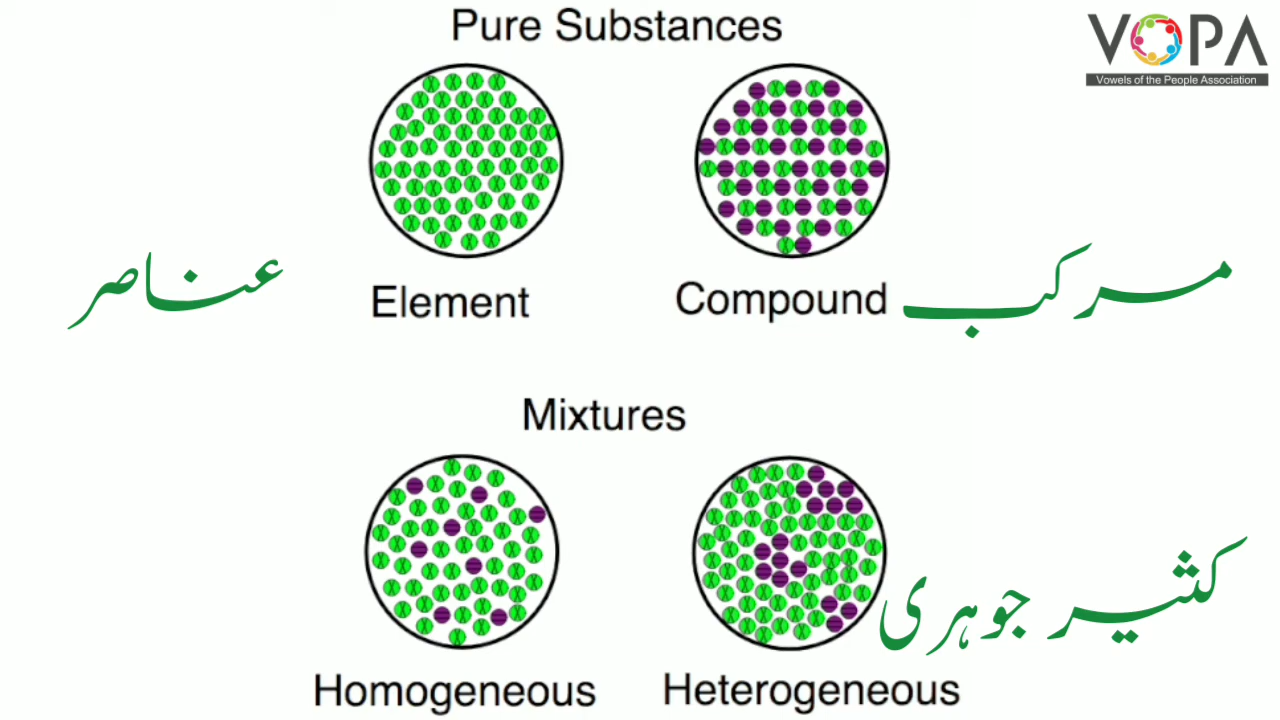 Pure Substances
VOPA
Vowels of the People Association
عناصر
Element
Compound
مرکب
Mixtures
Homogeneous
Heterogeneous
کثیر جوہری